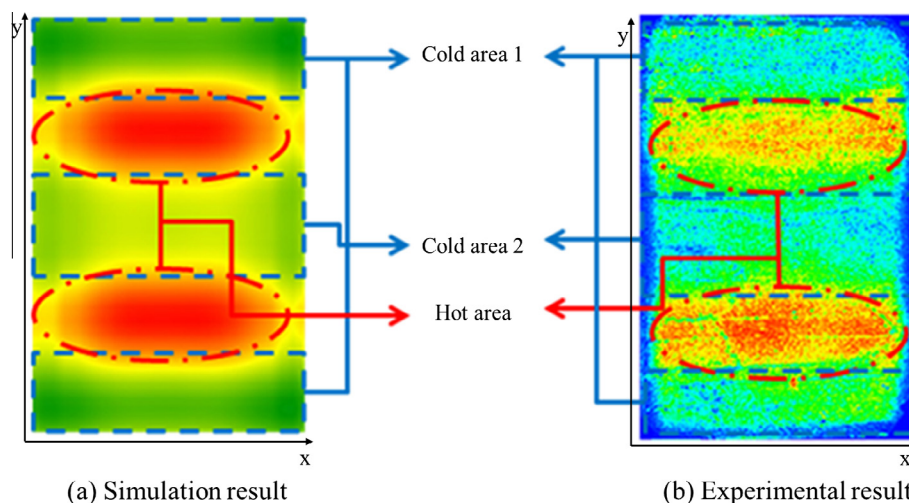 y
y
Cold area 1
Cold area 2
Hot area
x
x
(a) Simulation result
(b) Experimental result